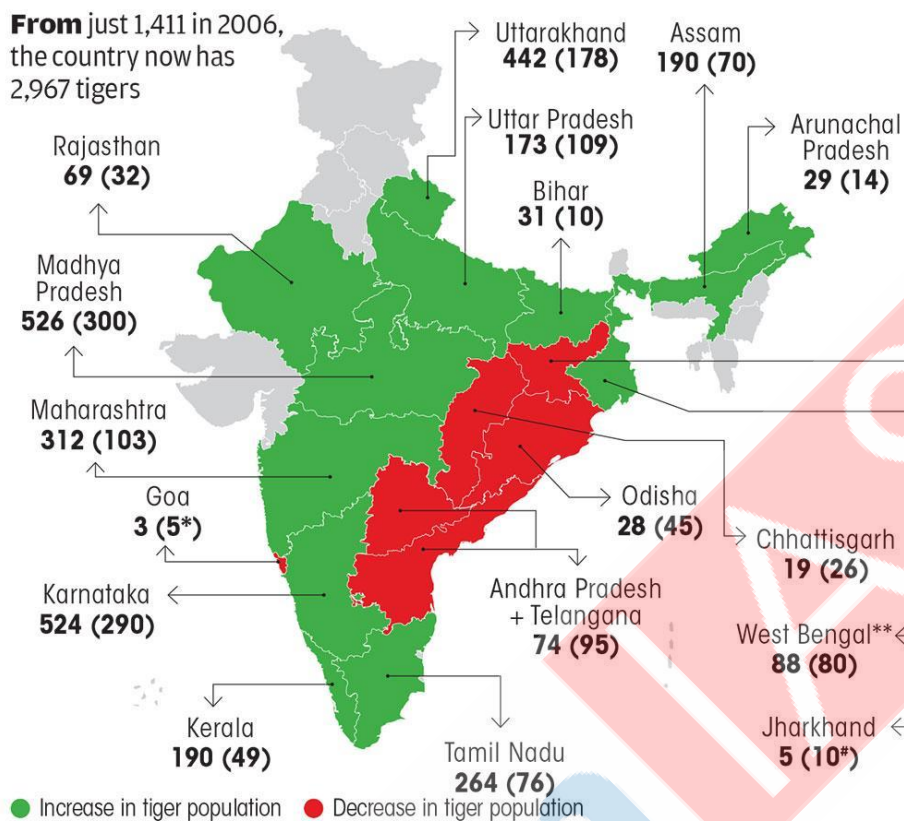 From just 1,411 in 2006,
the country now has
2,967 tigers
Uttarakhand
442 (178)
Assam
190 (70)
Uttar Pradesh
173 (109)
Arunachal
Pradesh
29 (14)
Rajasthan
69 (32)
Bihar
31 (10)
Madhya
Pradesh
526 (300)
Maharashtra
312 (103)
Goa
3 (5*)
Odisha
28 (45)
Chhattisgarh
19 (26)
Karnataka
524 (290)
Andhra Pradesh
+ Telangana
74 (95)
West Bengal**
88 (80)
Kerala
190 (49)
Tamil Nadu
264 (76)
Jharkhand
5 (10#)
Increase in tiger population
Decrease in tiger population